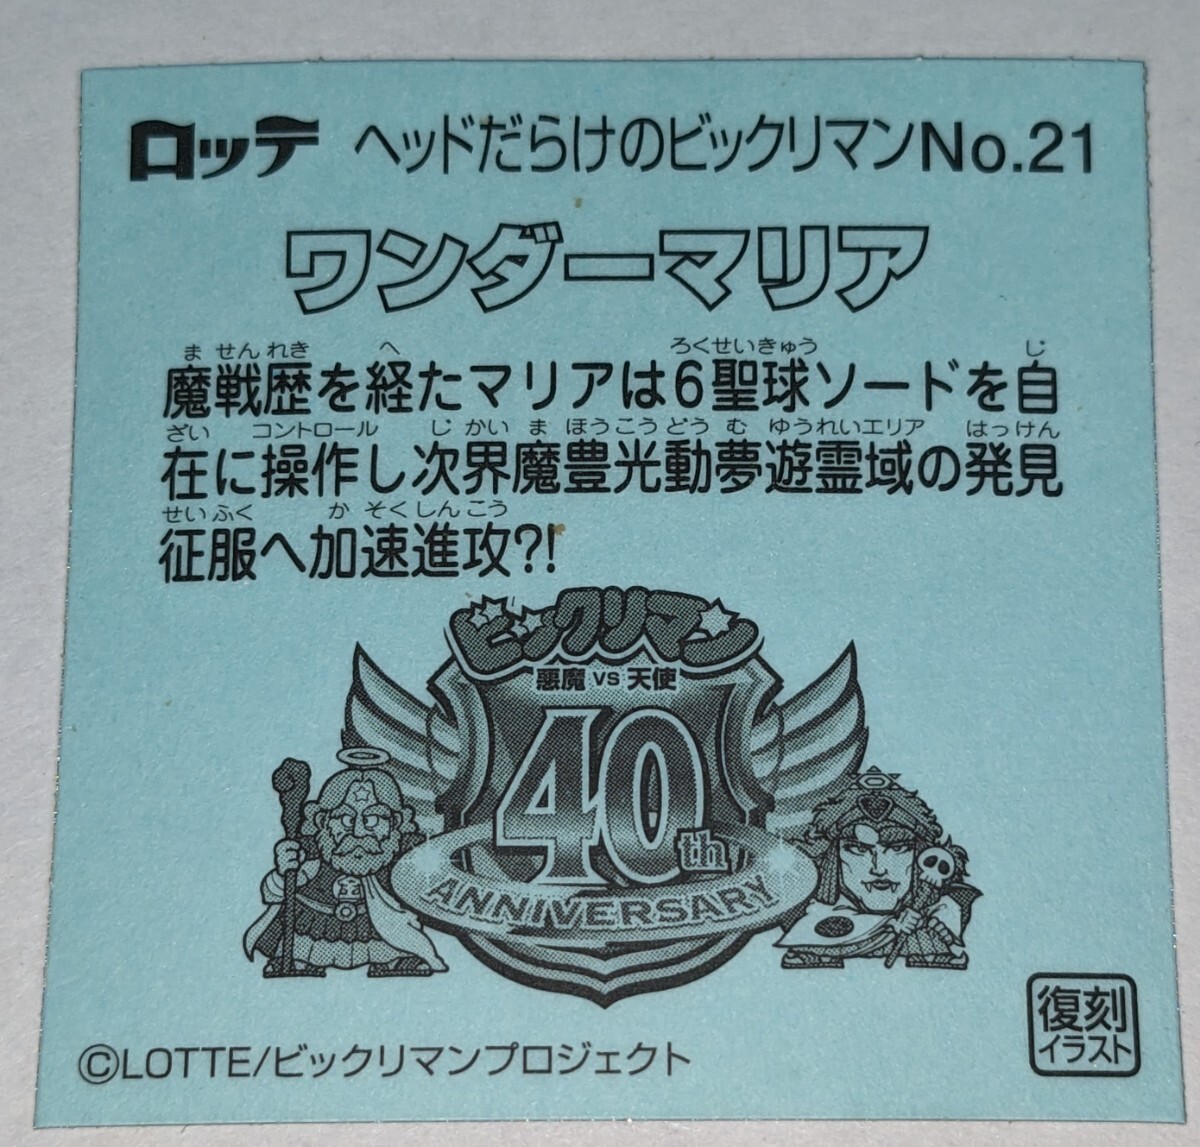 ロッテ ヘッドだらけのビックリマンNo.21
ワンダーマリア
ま せん れき へ ろくせいきゅう じ
魔戦歴を経たマリアは6聖球ソードを自
ざい コントロール じ かい ま ほうこうどう む ゆうれいエリア はっけん
在に操作し次界魔豊光動夢遊霊域の発見
せい ふく か そく しん こう
征服へ加速進攻?!
ビックリマン
悪魔 VS 天使
40th
ANNIVERSARY
復刻
イラスト
©LOTTE/ビックリマンプロジェクト